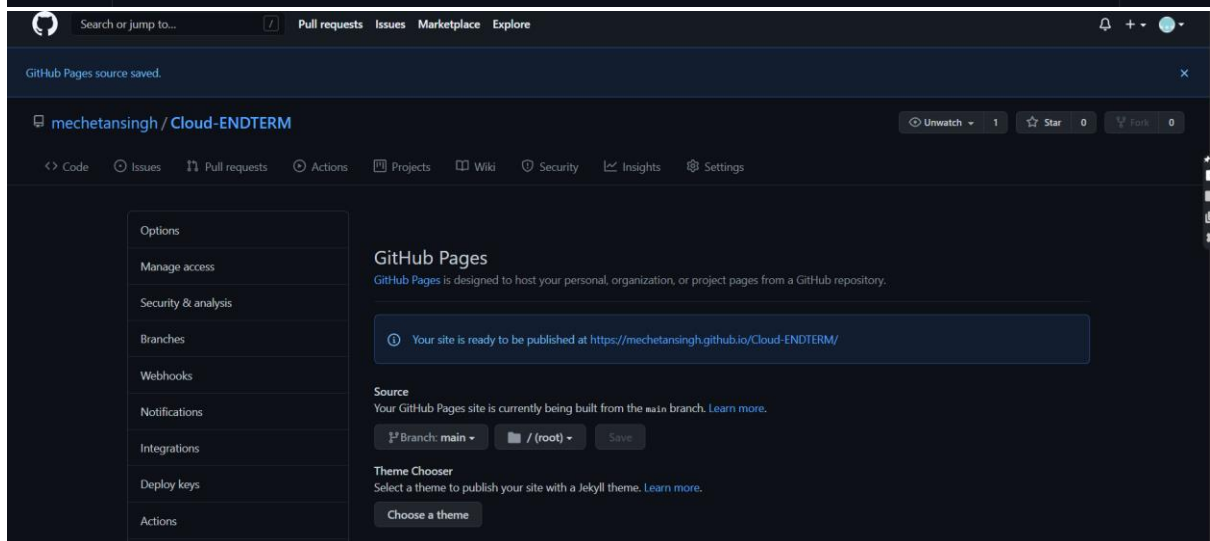 Search or jump to... / Pull requests Issues Marketplace Explore
GitHub Pages source saved.
mechetansingh / Cloud-ENDTERM Unwatch 1 Star 0 Fork 0
Code Issues Pull requests Actions Projects Wiki Security Insights Settings
Options
Manage access
Security & analysis
Branches
Webhooks
Notifications
Integrations
Deploy keys
Actions
GitHub Pages
GitHub Pages is designed to host your personal, organization, or project pages from a GitHub repository.
Your site is ready to be published at https://mechetansingh.github.io/Cloud-ENDTERM/
Source
Your GitHub Pages site is currently being built from the main branch. Learn more.
Branch: main / (root) Save
Theme Chooser
Select a theme to publish your site with a Jekyll theme. Learn more.
Choose a theme